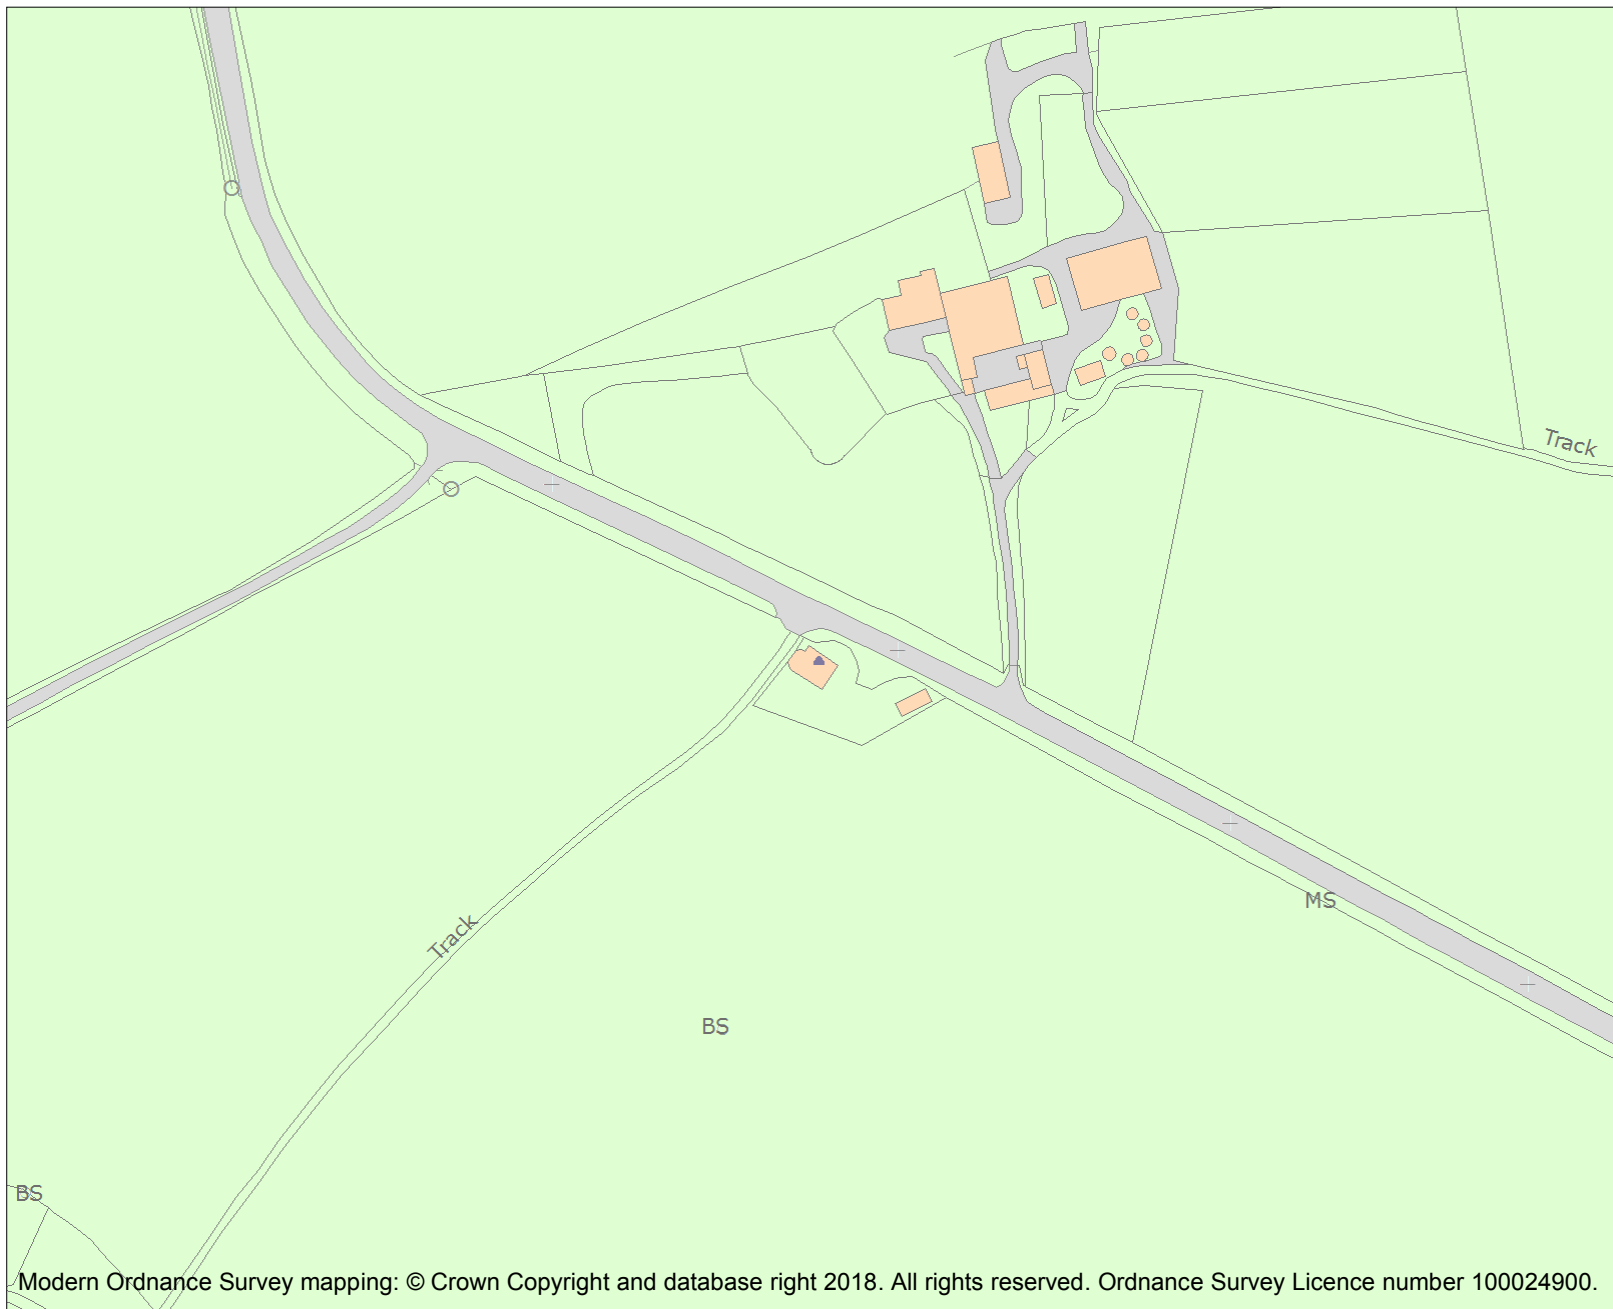 Track
MS
Track
BS
BS
Modern Ordnance Survey mapping: © Crown Copyright and database right 2018. All rights reserved. Ordnance Survey Licence number 100024900.